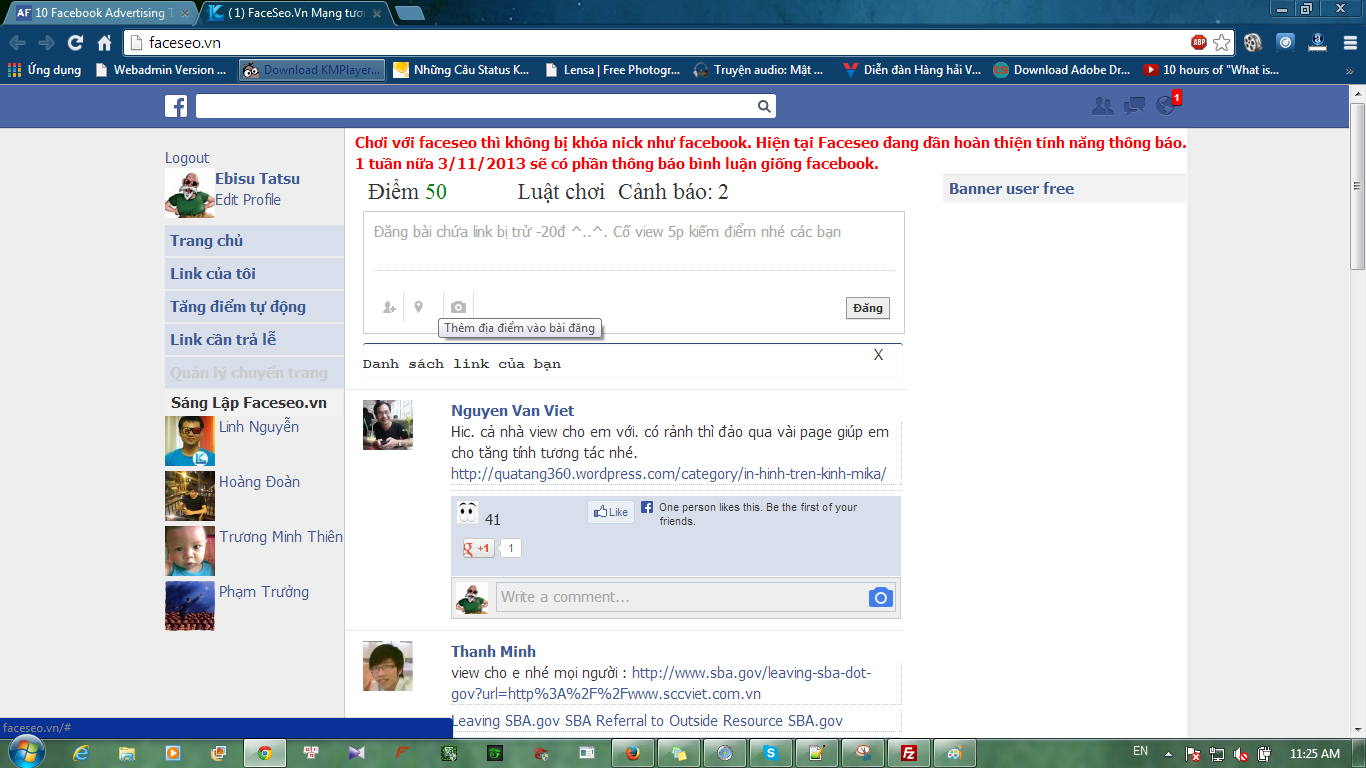 10 Facebook Advertising T
(1) FaceSeo.Vn Mạng tươn
faceseo.vn
ABP
Ứng dụng
Webadmin Version ...
Download KMPlayer...
Những Câu Status K...
Lensa | Free Photogr...
Truyện audio: Mật ...
Diễn đàn Hàng hải V...
Download Adobe Dr...
10 hours of "What is...
»
1
Chơi với faceseo thì không bị khóa nick như facebook. Hiện tại Faceseo đang dần hoàn thiện tính năng thông báo.
1 tuần nữa 3/11/2013 sẽ có phần thông báo bình luận giống facebook.
Logout
Ebisu Tatsu
Edit Profile
Trang chủ
Link của tôi
Tăng điểm tự động
Link cần trả lễ
Quản lý chuyển trang
Sáng Lập Faceseo.vn
Linh Nguyễn
Hoàng Đoàn
Trương Minh Thiên
Phạm Trưởng
Điểm 50
Luật chơi
Cảnh báo: 2
Đăng bài chứa link bị trừ -20đ ^..^. Cố view 5p kiếm điểm nhé các bạn
Đăng
Thêm địa điểm vào bài đăng
Danh sách link của bạn
X
Banner user free
Nguyen Van Viet
Hic. cả nhà view cho em với. có rảnh thì đảo qua vài page giúp em
cho tăng tính tương tác nhé.
http://quatang360.wordpress.com/category/in-hinh-tren-kinh-mika/
41
Like
One person likes this. Be the first of your
friends.
g +1
1
Write a comment...
Thanh Minh
view cho e nhé mọi người : http://www.sba.gov/leaving-sba-dot-
gov?url=http%3A%2F%2Fwww.sccviet.com.vn
Leaving SBA.gov SBA Referral to Outside Resource SBA.gov
faceseo.vn/#
EN
11:25 AM